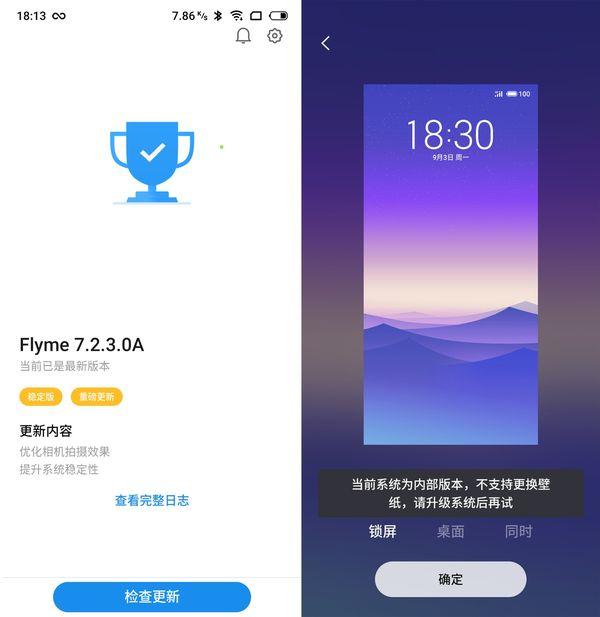 18:13
7.86 K/s
Flyme 7.2.3.0A
当前已是最新版本
稳定版 重磅更新
更新内容
优化相机拍摄效果
提升系统稳定性
查看完整日志
检查更新
100
18:30
9月3日 周一
当前系统为内部版本，不支持更换壁
纸，请升级系统后再试
锁屏 桌面 同时
确定